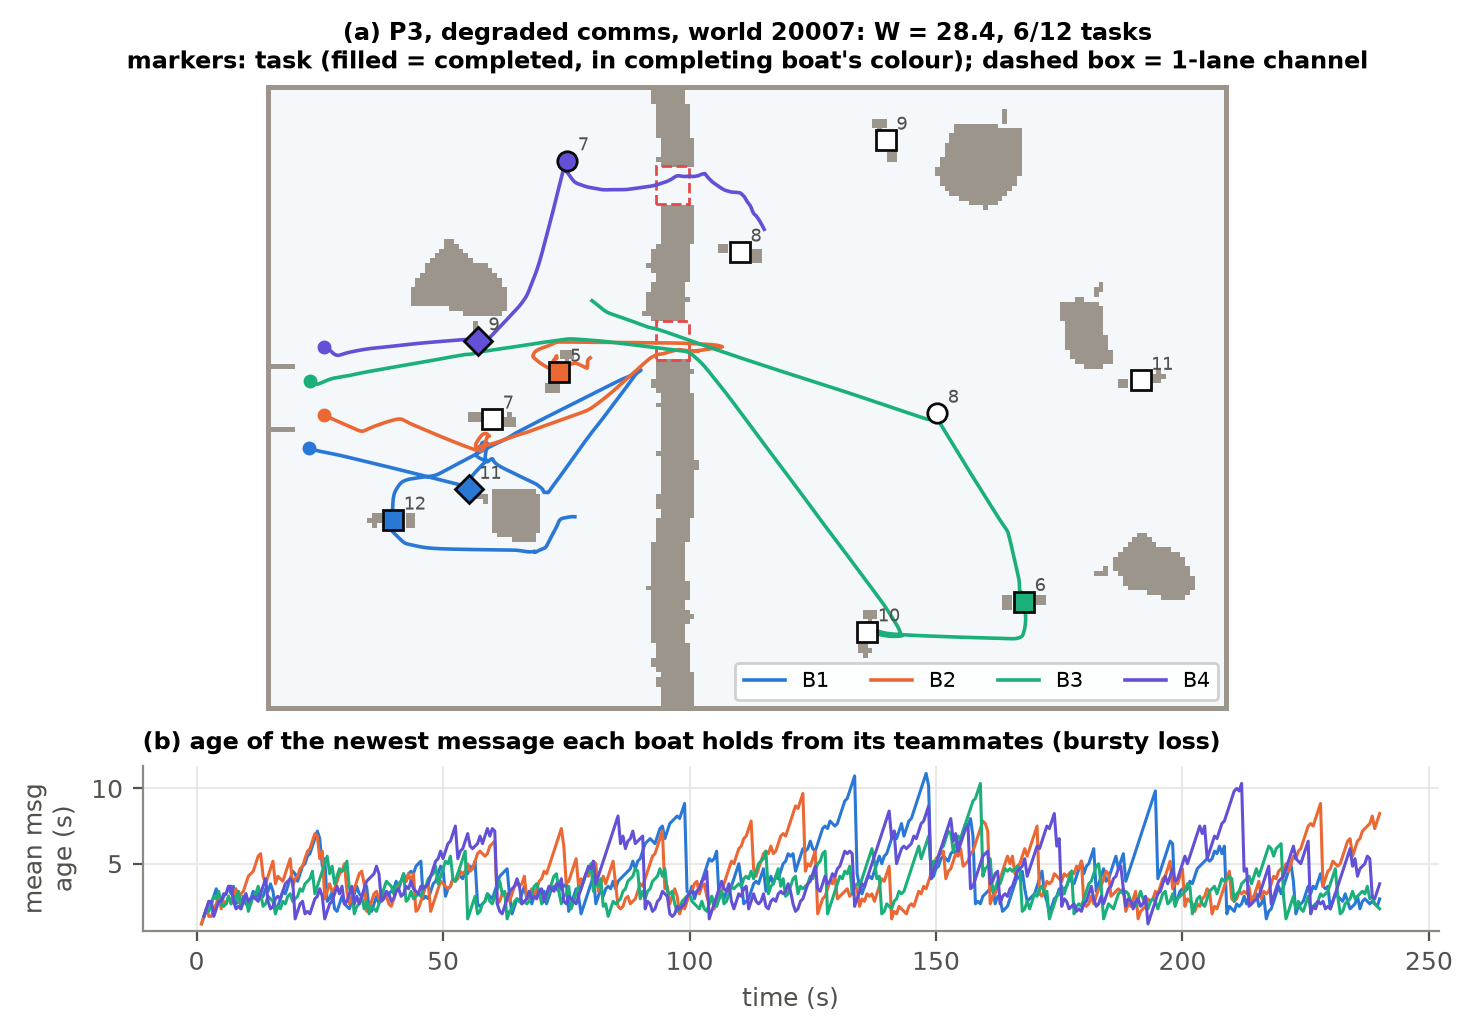 (a) P3, degraded comms, world 20007: W = 28.4, 6/12 tasks
markers: task (filled = completed, in completing boat's colour); dashed box = 1-lane channel
9
7
8
9
5
11
7
8
11
12
6
10
B1
B2
B3
B4
(b) age of the newest message each boat holds from its teammates (bursty loss)
mean msg
age (s)
10
5
0
50
100
150
200
250
time (s)